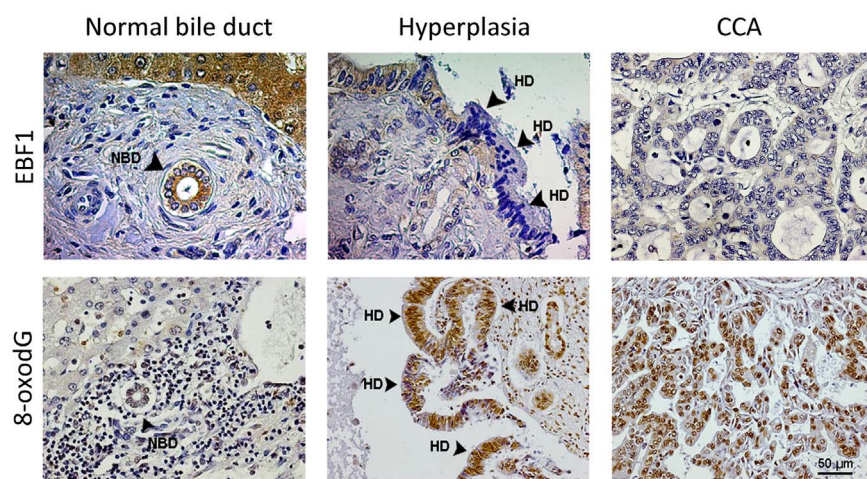 Normal bile duct
Hyperplasia
CCA
EBF1
NBD
HD
HD
HD
8-oxodG
NBD
HD
HD
HD
HD
50 µm